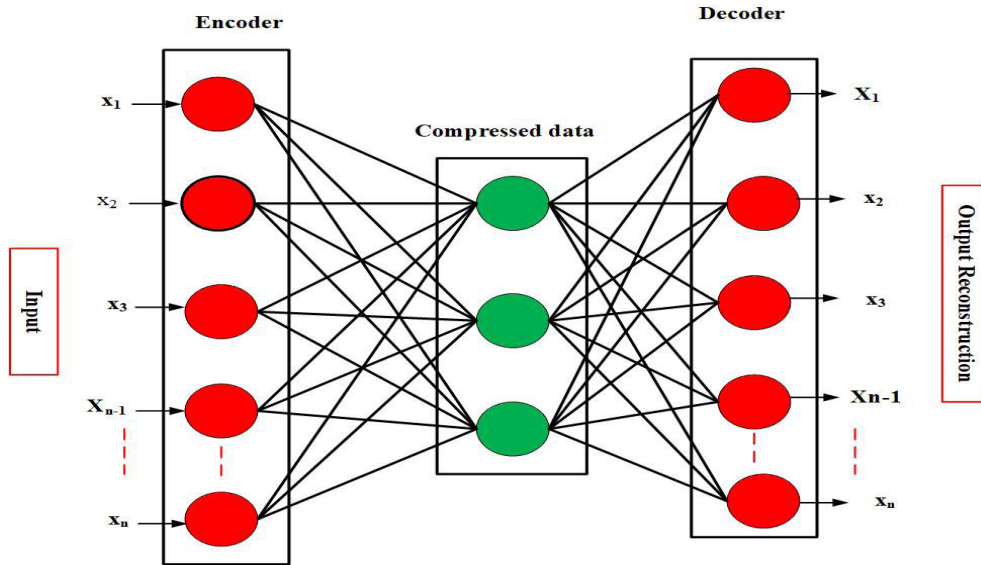 Encoder
Decoder
Compressed data
x1
x2
x3
Xn-1
xn
Input
X1
x2
x3
Xn-1
xn
Output Reconstruction